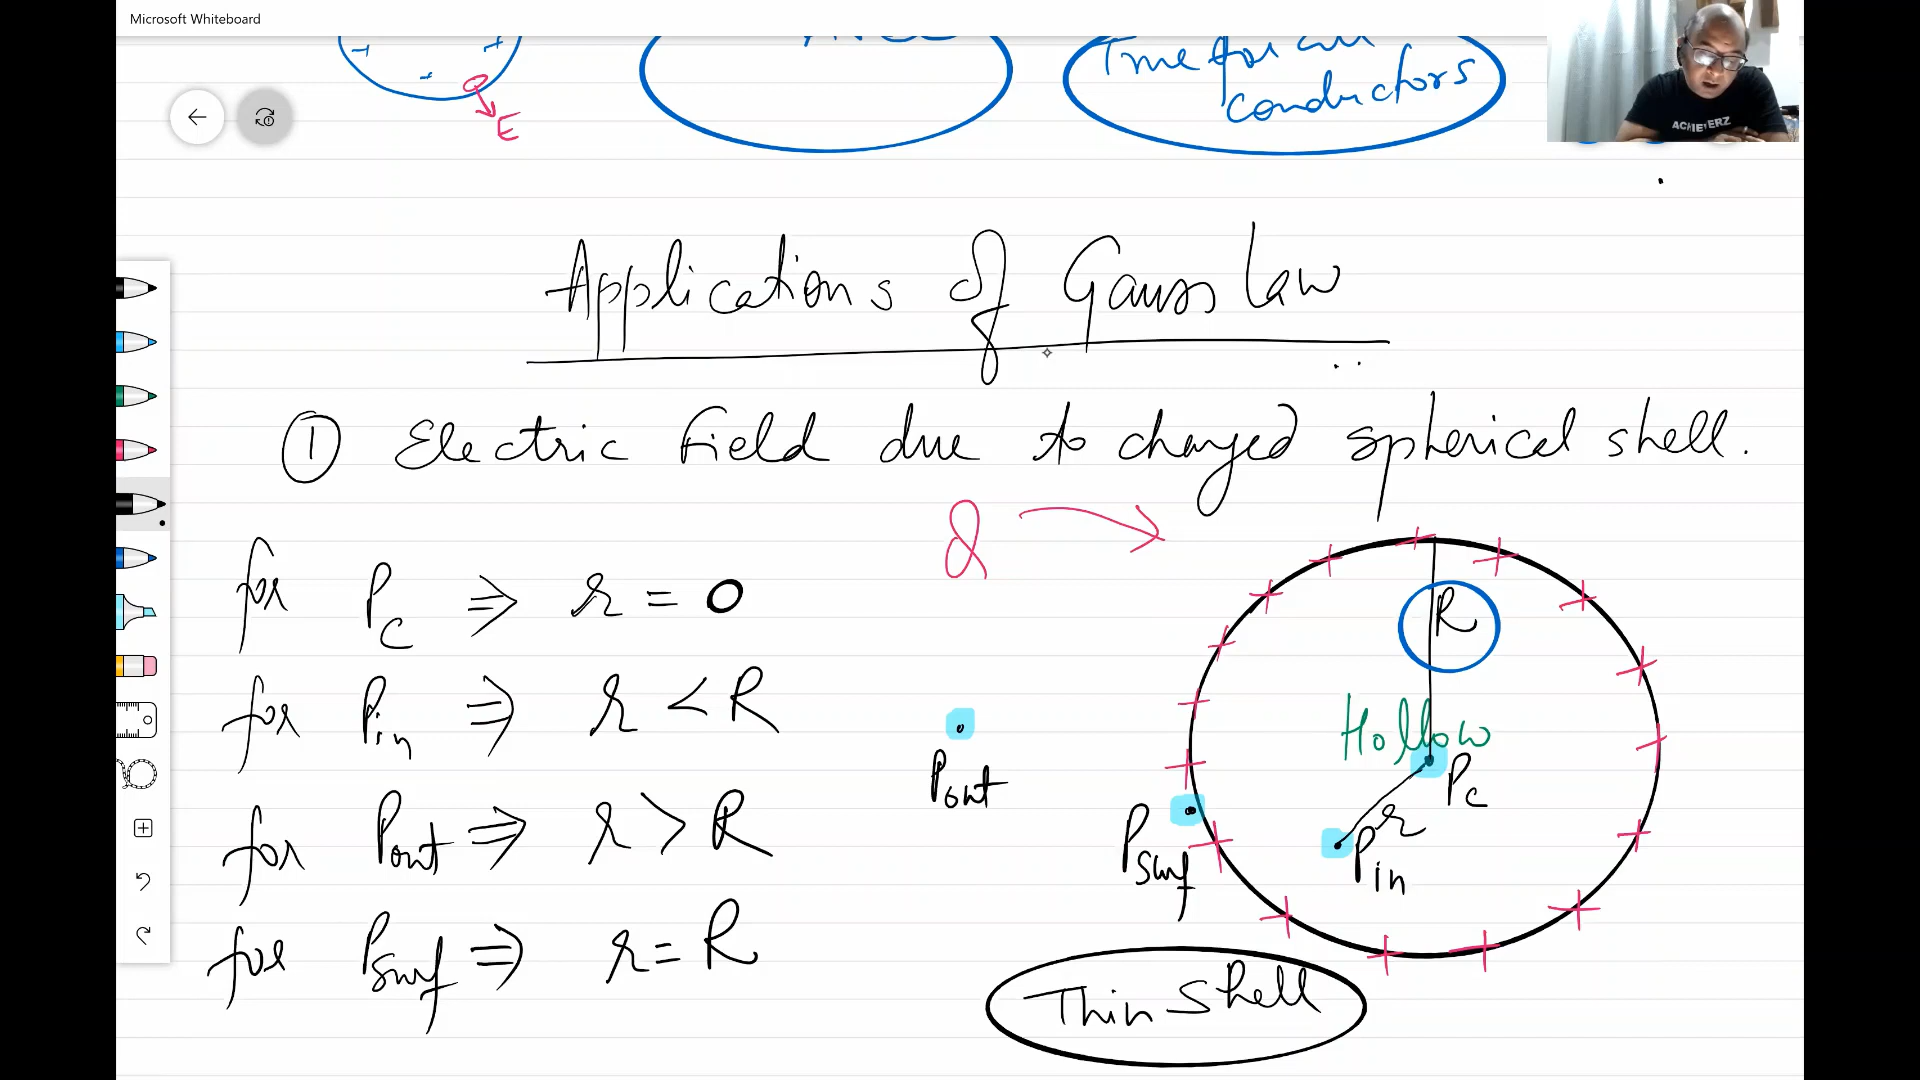 Microsoft Whiteboard
True for all
conductors
E
ACHIEVERZ
Applications of Gauss law
① Electric field due to charged spherical shell.
Q
for Pc ⇒ r = 0
for Pin ⇒ r < R
for Pout ⇒ r > R
for Psurf ⇒ r = R
R
Hollow
Pc
r
Pin
Pout
Psurf
Thin shell